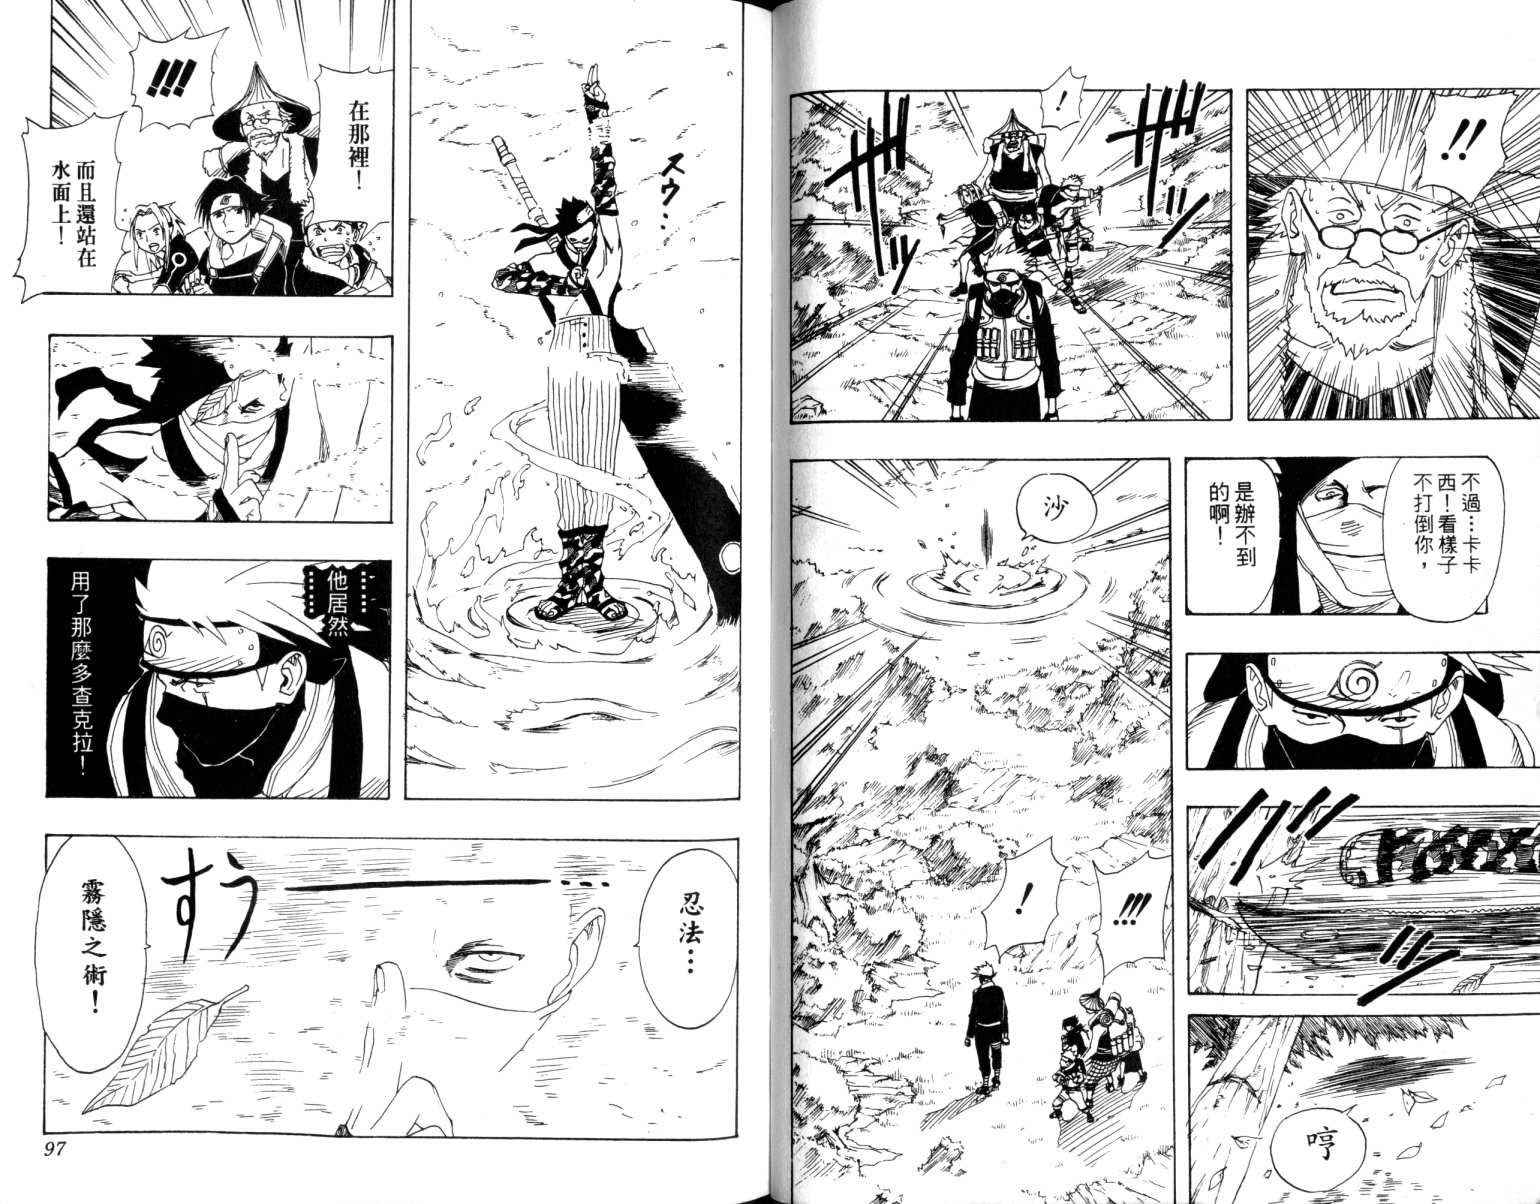 !!
!
不過…卡卡
西!看樣子
不打倒你,
是辦不到
的啊!
哼
沙
!!!
!
スウ…
在那裡!
!!!
而且還站在
水面上!
………他居然
……
用了那麼多查克拉!
忍法…
すうーー…
霧隱之術!
97